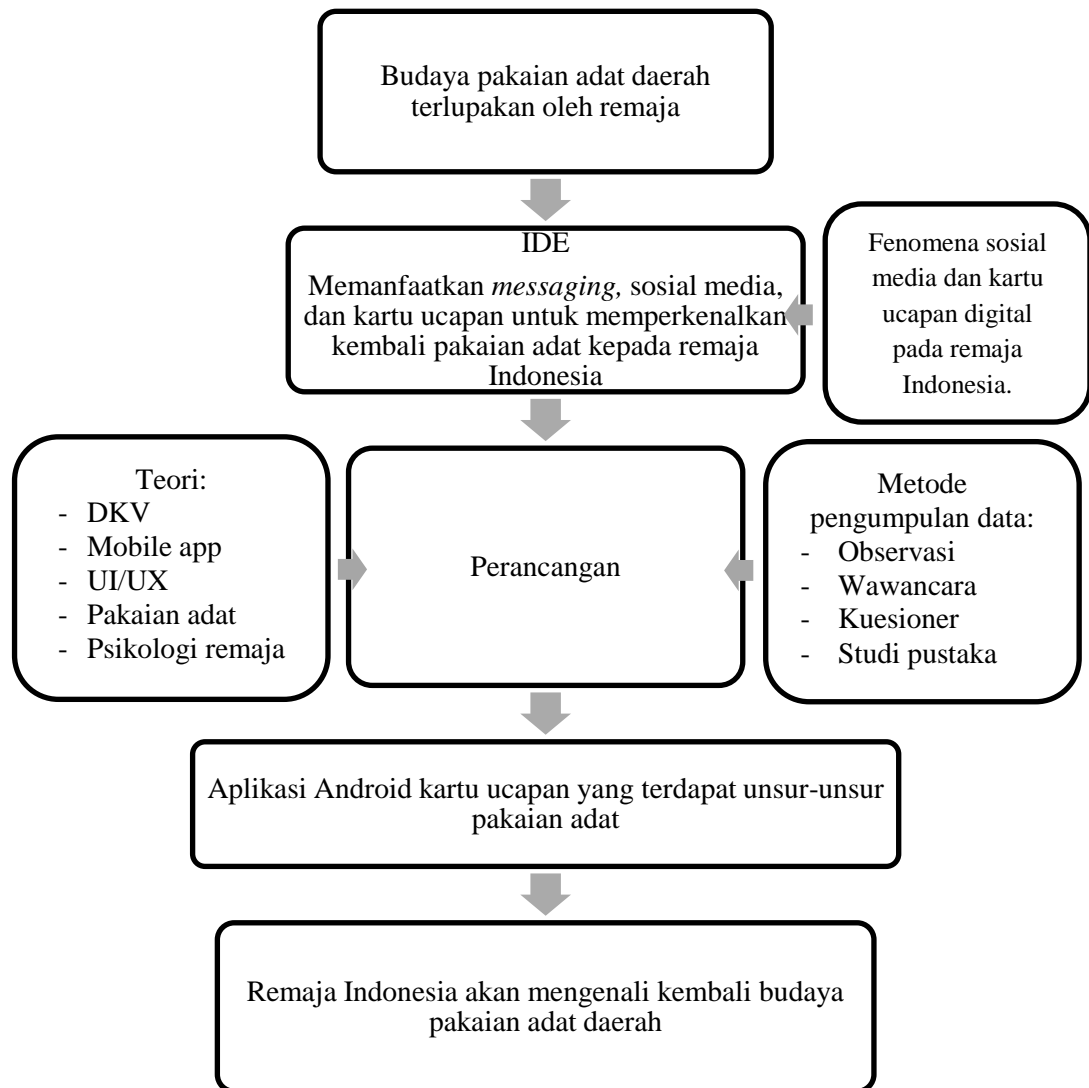 Budaya pakaian adat daerah
terlupakan oleh remaja
IDE
Memanfaatkan messaging, sosial media,
dan kartu ucapan untuk memperkenalkan
kembali pakaian adat kepada remaja
Indonesia
Fenomena sosial
media dan kartu
ucapan digital
pada remaja
Indonesia.
Teori:
- DKV
- Mobile app
- UI/UX
- Pakaian adat
- Psikologi remaja
Perancangan
Metode
pengumpulan data:
- Observasi
- Wawancara
- Kuesioner
- Studi pustaka
Aplikasi Android kartu ucapan yang terdapat unsur-unsur
pakaian adat
Remaja Indonesia akan mengenali kembali budaya
pakaian adat daerah